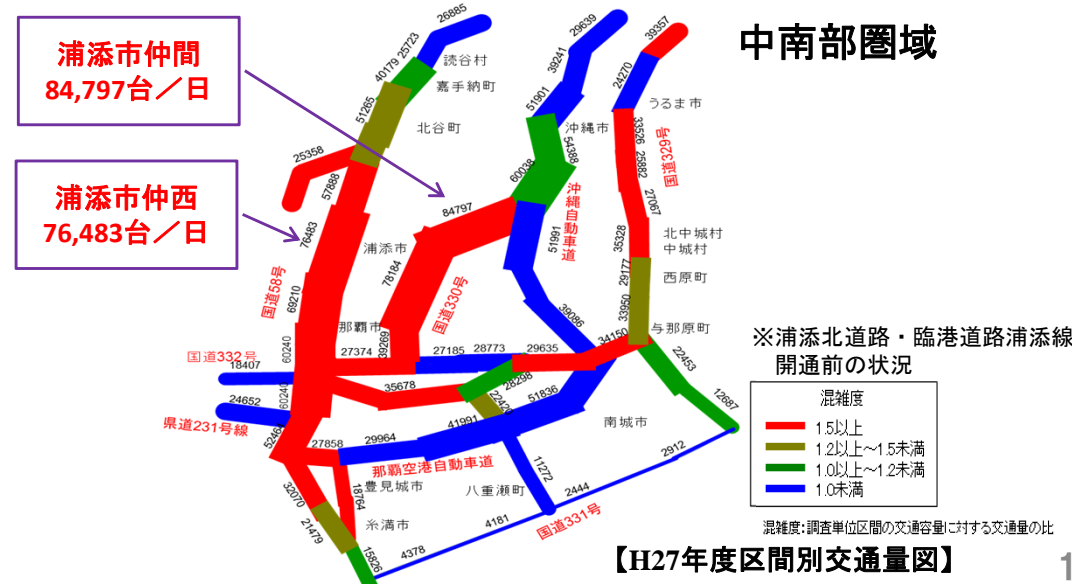 中南部圏域
浦添市仲間
84,797台／日
浦添市仲西
76,483台／日
26885
25723
40179
51265
読谷村
嘉手納町
北谷町
25358
57888
76483
69210
60240
60240
国道58号
浦添市
那覇市
84797
78184
39269
国道330号
29639
39241
51901
54388
60038
沖縄市
沖縄自動車道
51991
39086
39357
24270
うるま市
33526
25882
国道329号
27067
35328
北中城村
中城村
29177
西原町
33950
34150
与那原町
22453
12687
国道332号
18407
24652
県道231号線
27374
27185
28773
29635
35678
28298
22420
51836
41991
29964
27858
那覇空港自動車道
豊見城市
八重瀬町
南城市
糸満市
32070
21479
18764
15826
4378
4181
11272
2444
2912
国道331号
※浦添北道路・臨港道路浦添線
開通前の状況
混雑度
1.5以上
1.2以上～1.5未満
1.0以上～1.2未満
1.0未満
混雑度:調査単位区間の交通容量に対する交通量の比
【H27年度区間別交通量図】
1